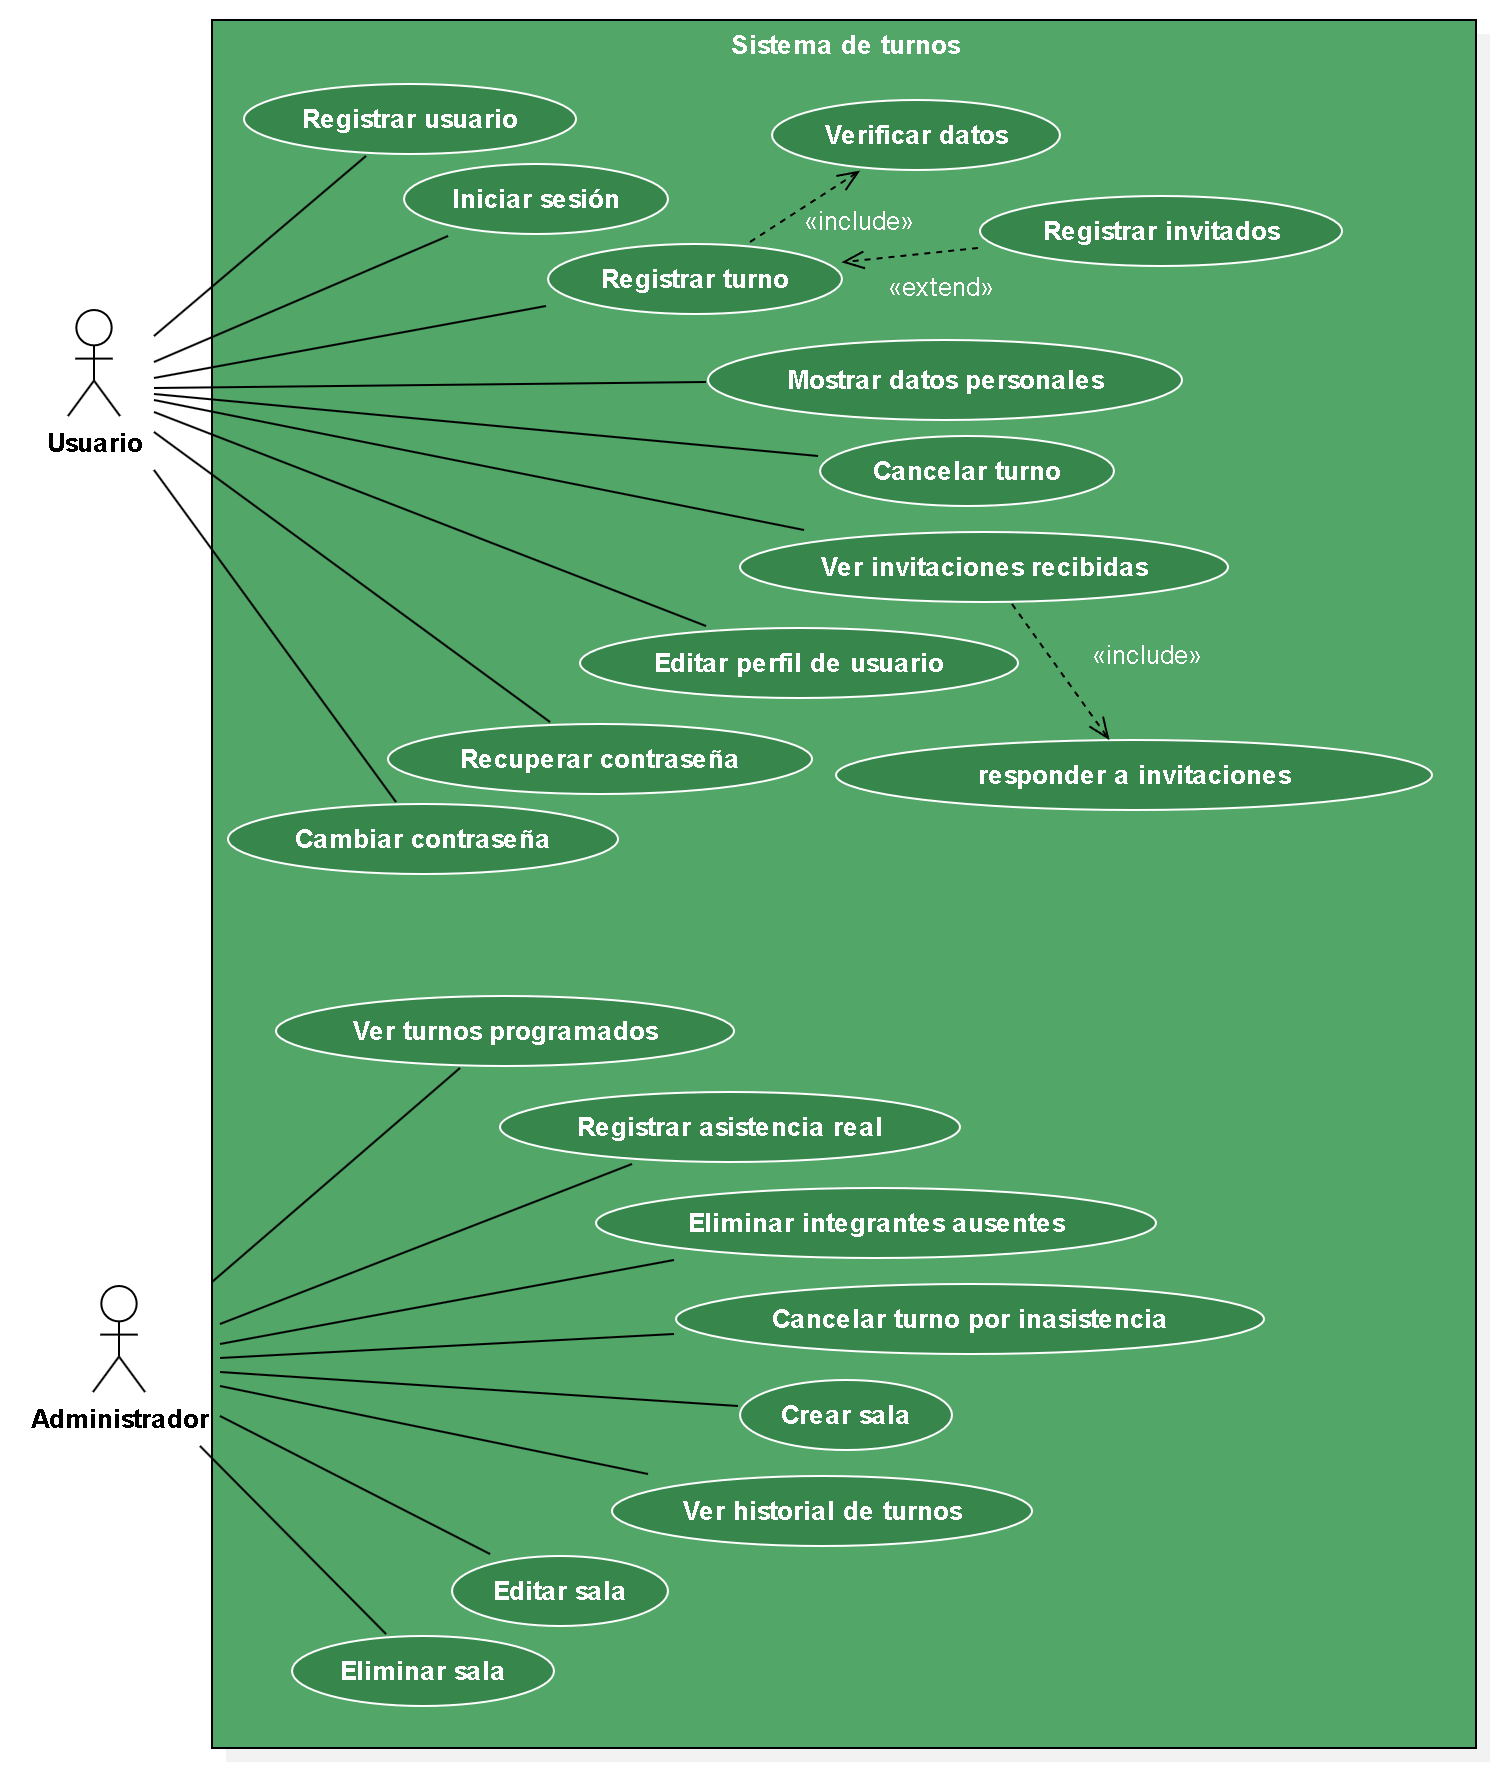 Sistema de turnos
Registrar usuario
Verificar datos
Iniciar sesión
«include»
Registrar invitados
Registrar turno
«extend»
Mostrar datos personales
Usuario
Cancelar turno
Ver invitaciones recibidas
«include»
Editar perfil de usuario
Recuperar contraseña
responder a invitaciones
Cambiar contraseña
Ver turnos programados
Registrar asistencia real
Eliminar integrantes ausentes
Cancelar turno por inasistencia
Administrador
Crear sala
Ver historial de turnos
Editar sala
Eliminar sala